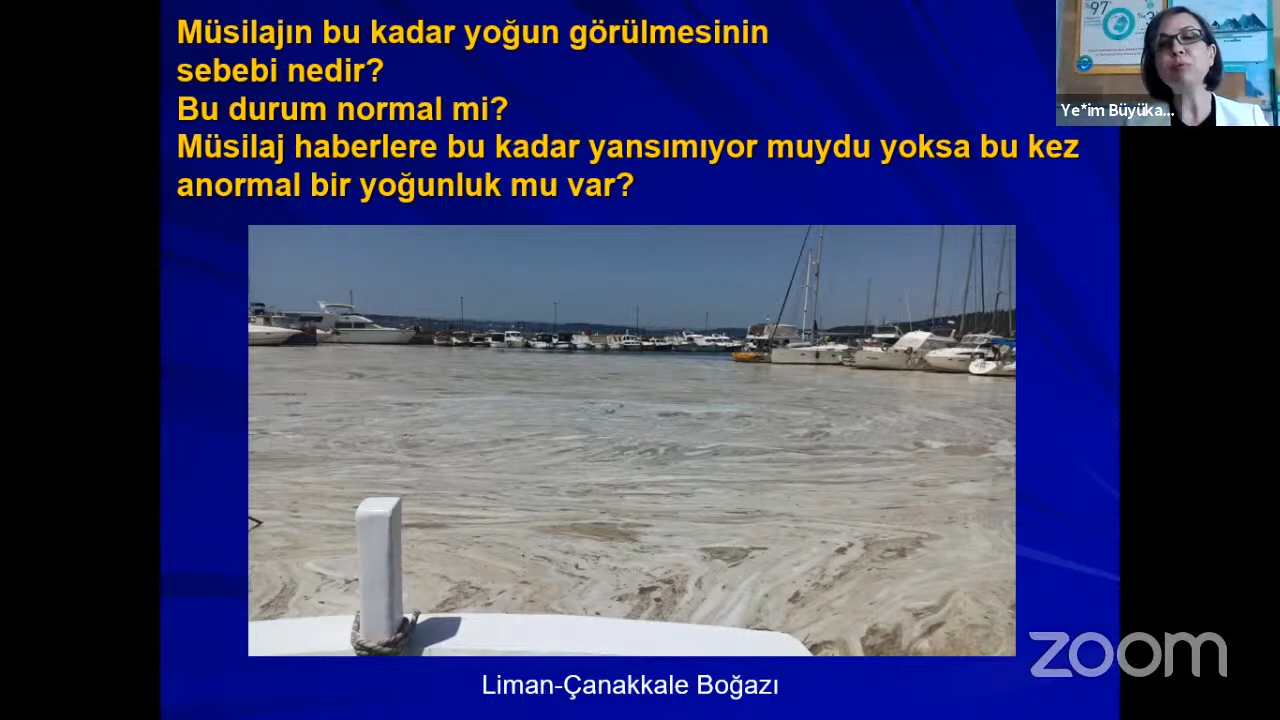 Müsilajın bu kadar yoğun görülmesinin
sebebi nedir?
Bu durum normal mi?
Müsilaj haberlere bu kadar yansımıyor muydu yoksa bu kez
anormal bir yoğunluk mu var?
%97
Ye*im Büyüka...
Liman-Çanakkale Boğazı
zoom